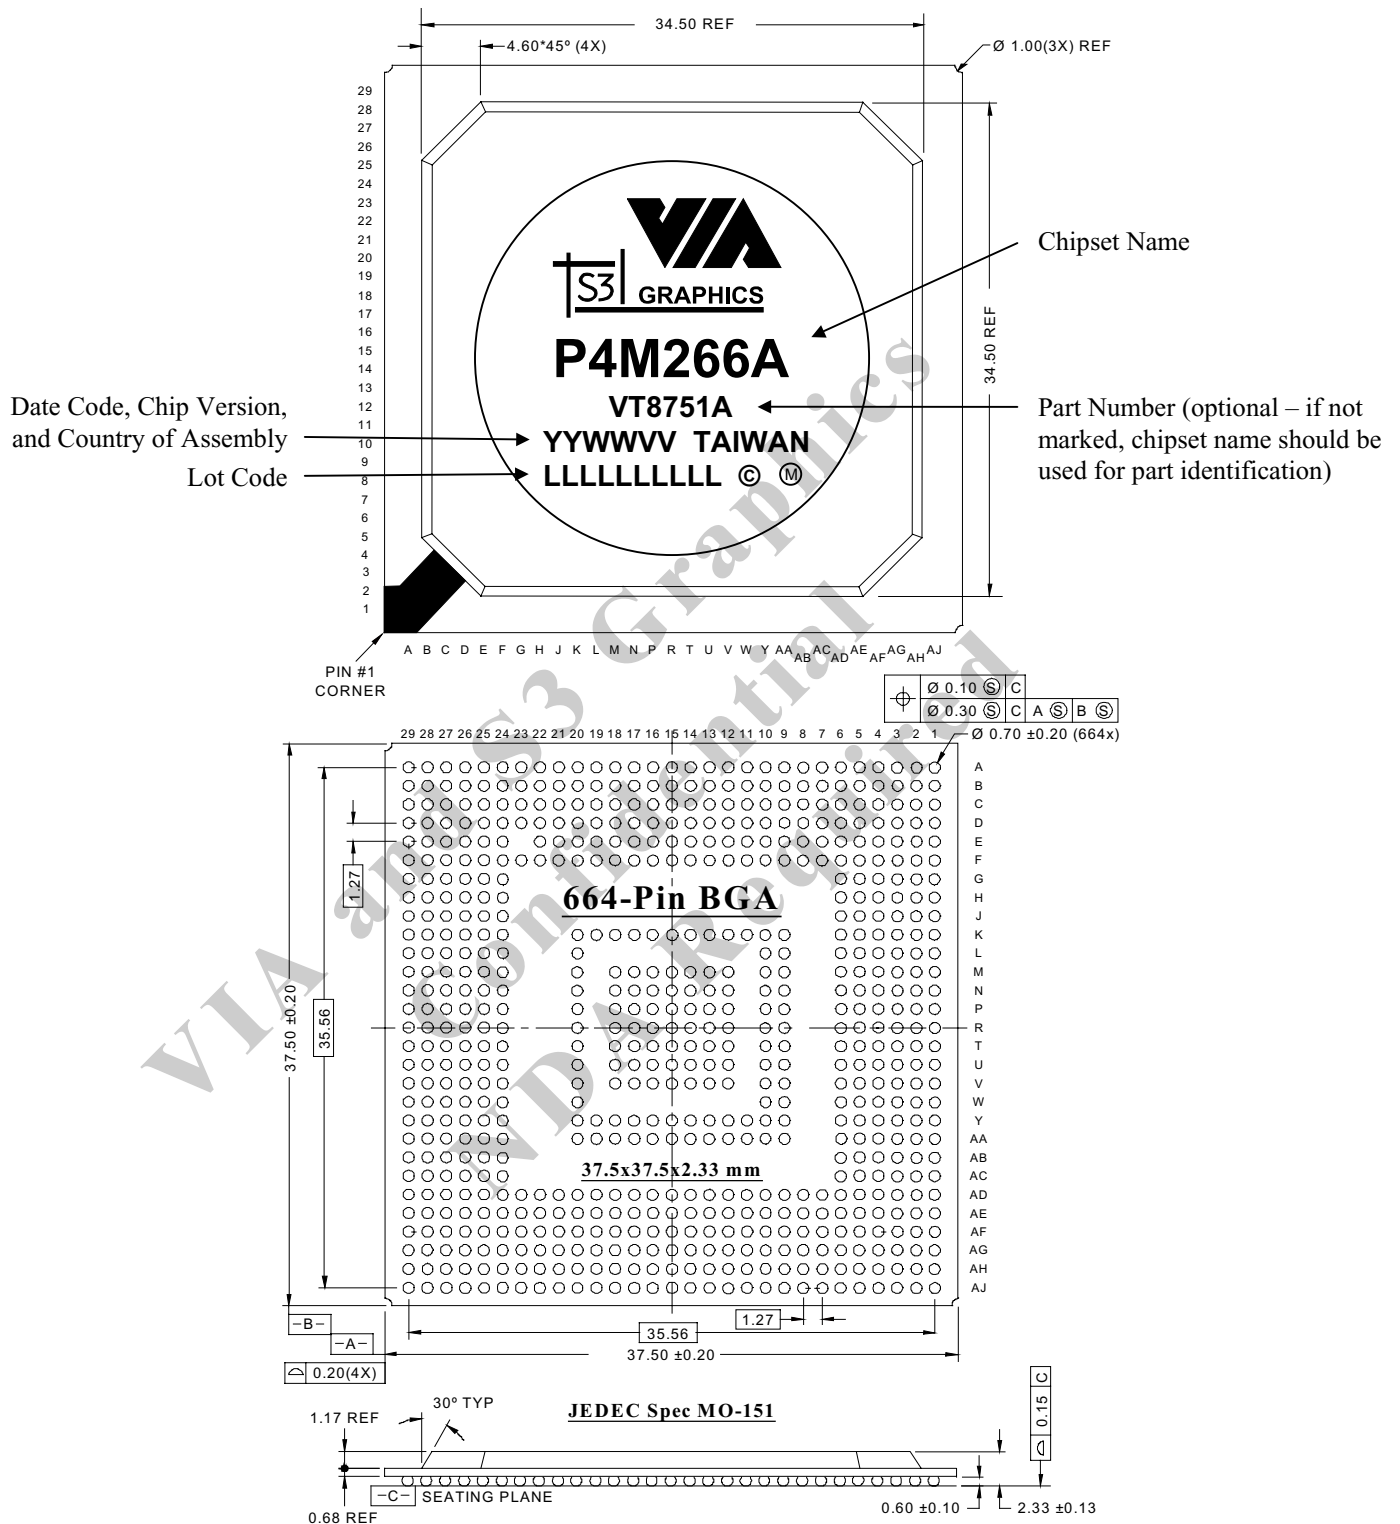 34.50 REF
4.60*45º (4X)
Ø 1.00(3X) REF
29
28
27
26
25
24
23
22
21
20
19
18
17
16
15
14
13
12
11
10
9
8
7
6
5
4
3
2
1
VIA
S3 GRAPHICS
P4M266A
VT8751A
YYWWVV TAIWAN
LLLLLLLLLL © Ⓜ
Chipset Name
34.50 REF
Date Code, Chip Version,
and Country of Assembly
Lot Code
Part Number (optional – if not
marked, chipset name should be
used for part identification)
A B C D E F G H J K L M N P R T U V W Y AA AB AC AD AE AF AG AH AJ
PIN #1
CORNER
Ø 0.10 Ⓢ C
Ø 0.30 Ⓢ C A Ⓢ B Ⓢ
Ø 0.70 ±0.20 (664x)
29 28 27 26 25 24 23 22 21 20 19 18 17 16 15 14 13 12 11 10 9 8 7 6 5 4 3 2 1
A
B
C
D
E
F
G
H
J
K
L
M
N
P
R
T
U
V
W
Y
AA
AB
AC
AD
AE
AF
AG
AH
AJ
1.27
664-Pin BGA
37.50 ±0.20
35.56
37.5x37.5x2.33 mm
VIA and S3 Graphics
Confidential
NDA Required
1.27
35.56
37.50 ±0.20
–B–
–A–
0.20(4X)
30º TYP
1.17 REF
JEDEC Spec MO-151
0.15 C
–C– SEATING PLANE
0.68 REF
0.60 ±0.10
2.33 ±0.13